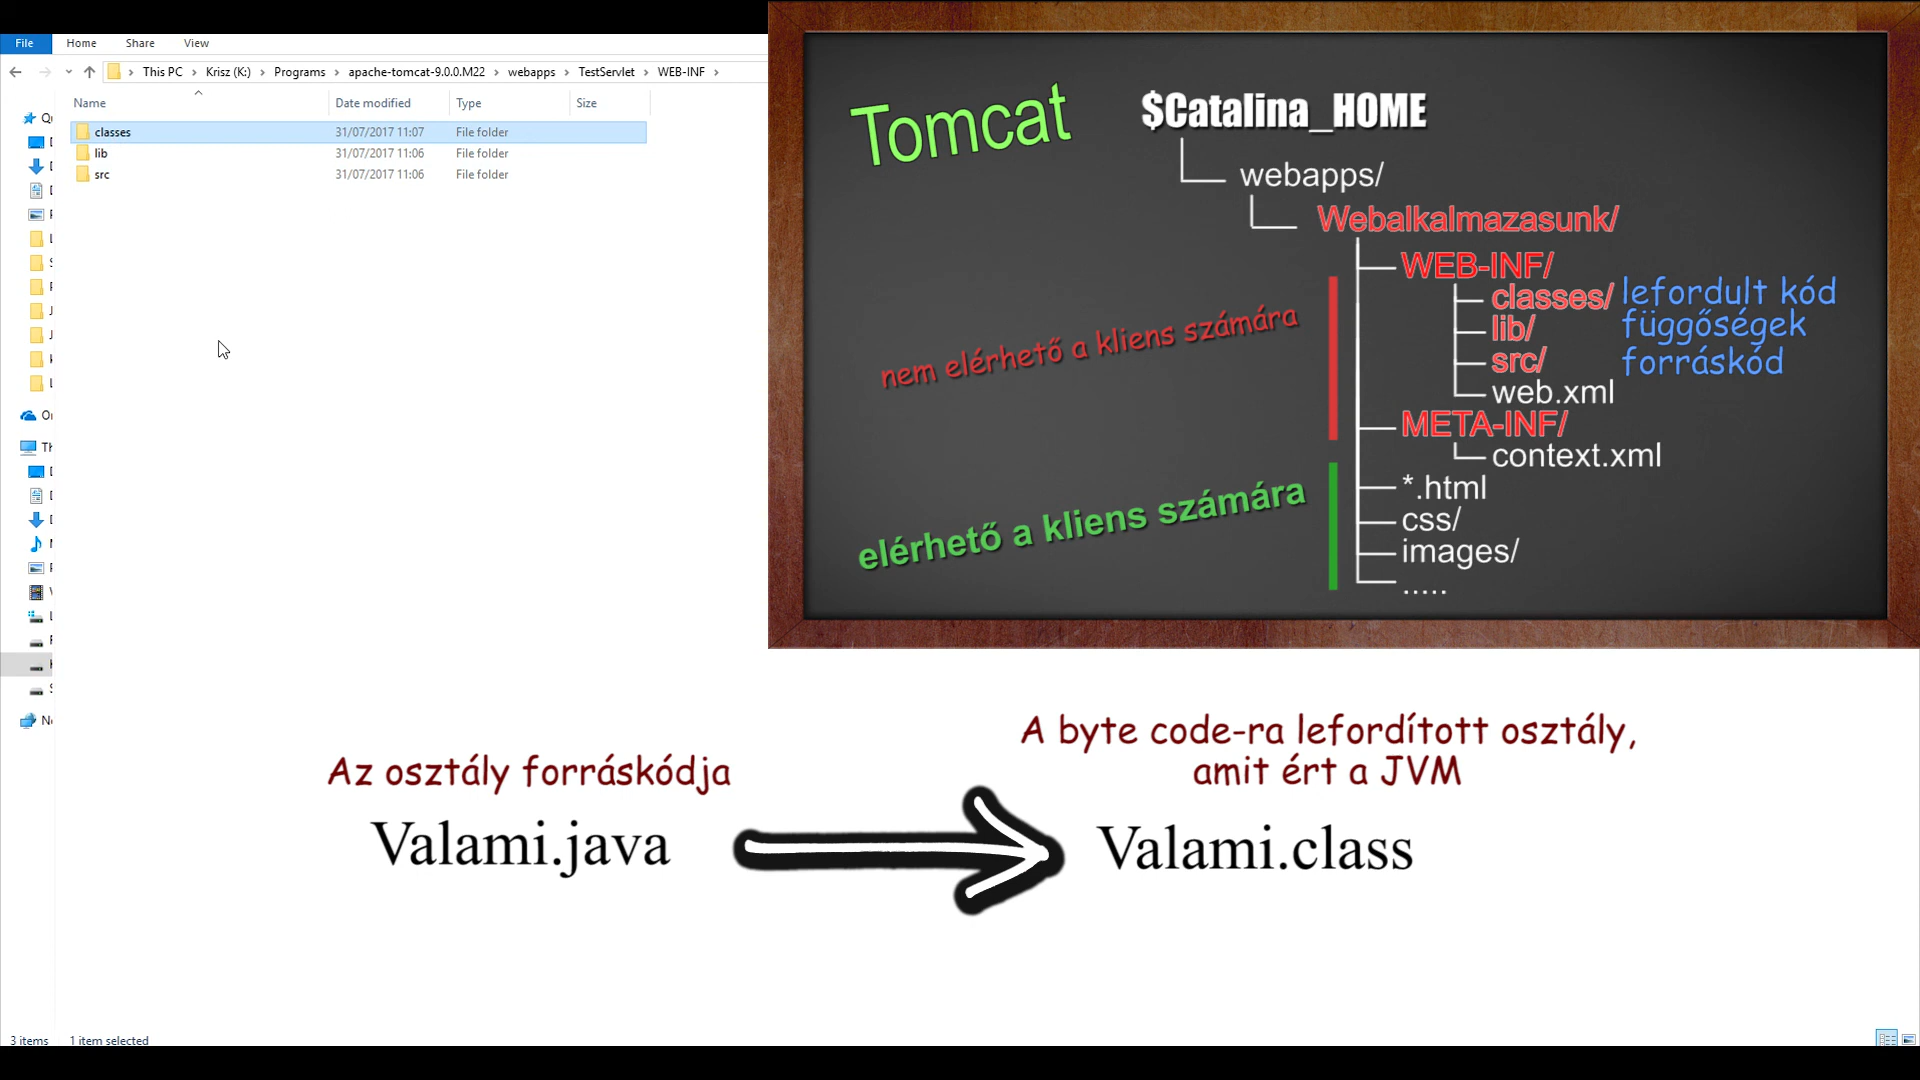 File Home Share View
This PC Krisz (K:) Programs apache-tomcat-9.0.0.M22 webapps TestServlet WEB-INF
Name Date modified Type Size
classes 31/07/2017 11:07 File folder
lib 31/07/2017 11:06 File folder
src 31/07/2017 11:06 File folder
3 items 1 item selected
Tomcat
$Catalina_HOME
webapps/
Webalkalmazasunk/
WEB-INF/
classes/ lefordult kód
lib/ függőségek
src/ forráskód
web.xml
META-INF/
context.xml
*.html
css/
images/
.....
nem elérhető a kliens számára
elérhető a kliens számára
Az osztály forráskódja
Valami.java
A byte code-ra lefordított osztály,
amit ért a JVM
Valami.class